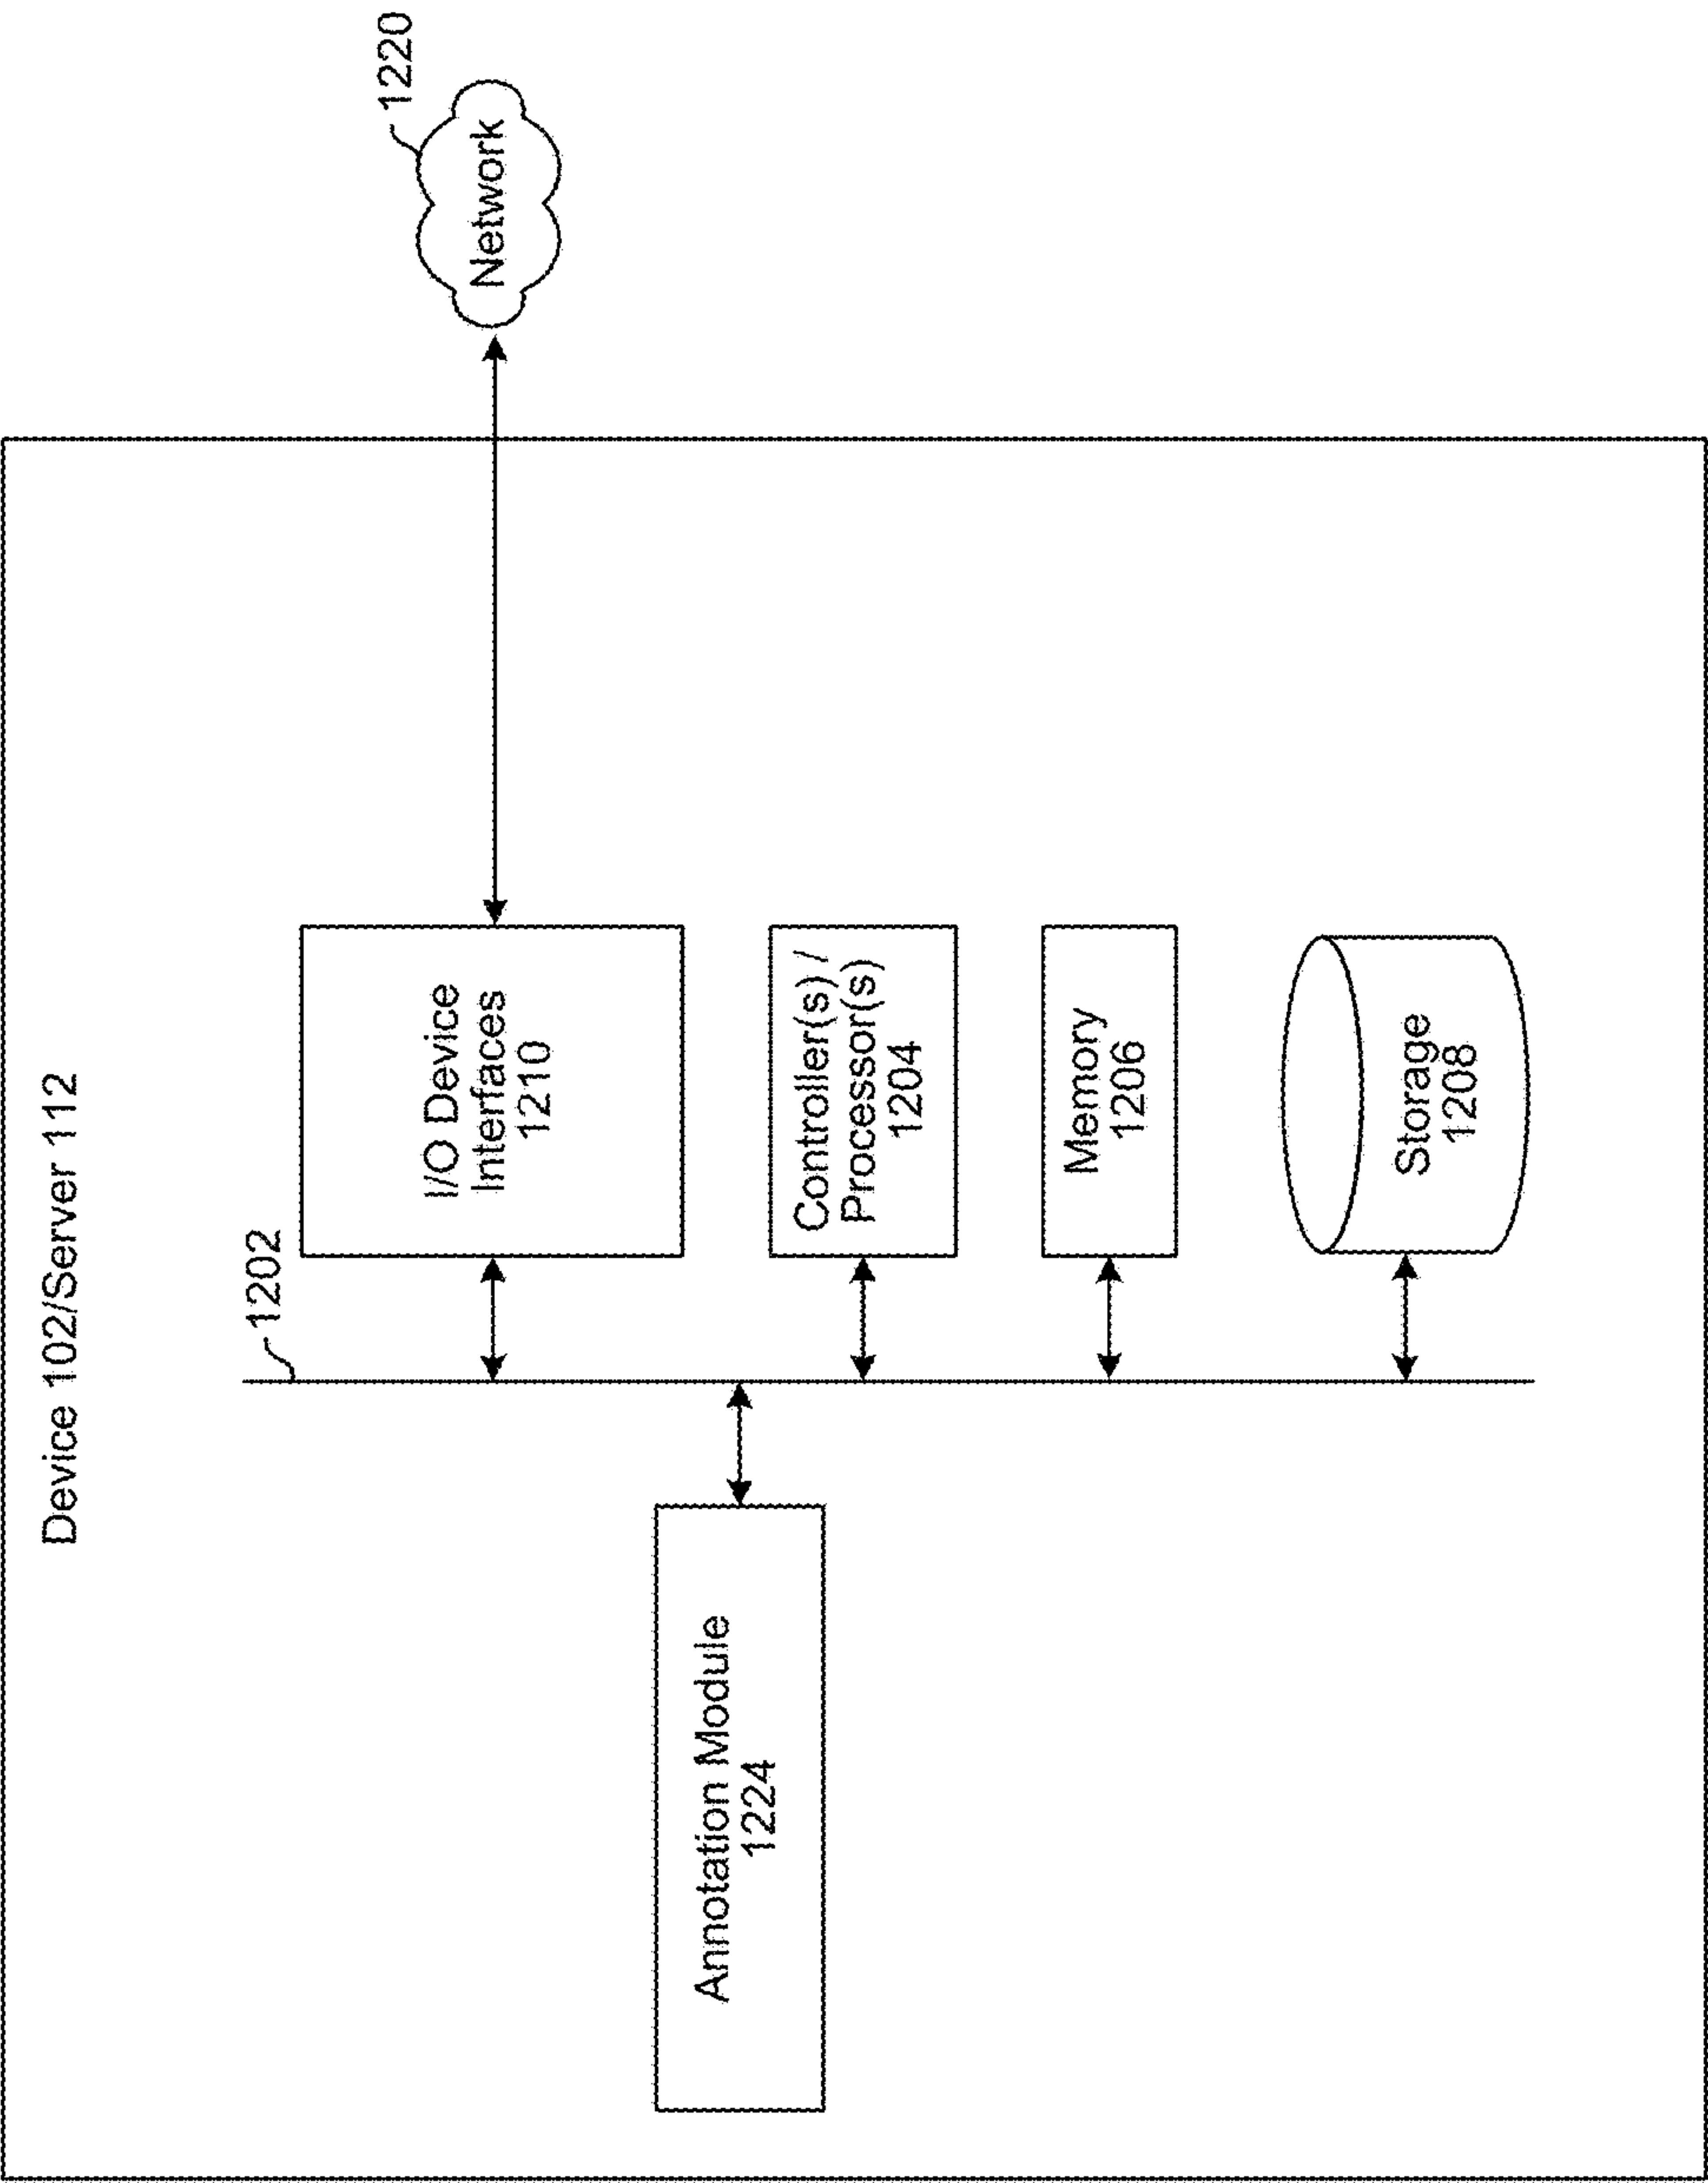 Device 102/Server 112
1202
I/O Device
Interfaces
1210
Network
1220
Annotation Module
1224
Controller(s) /
Processor(s)
1204
Memory
1206
Storage
1208